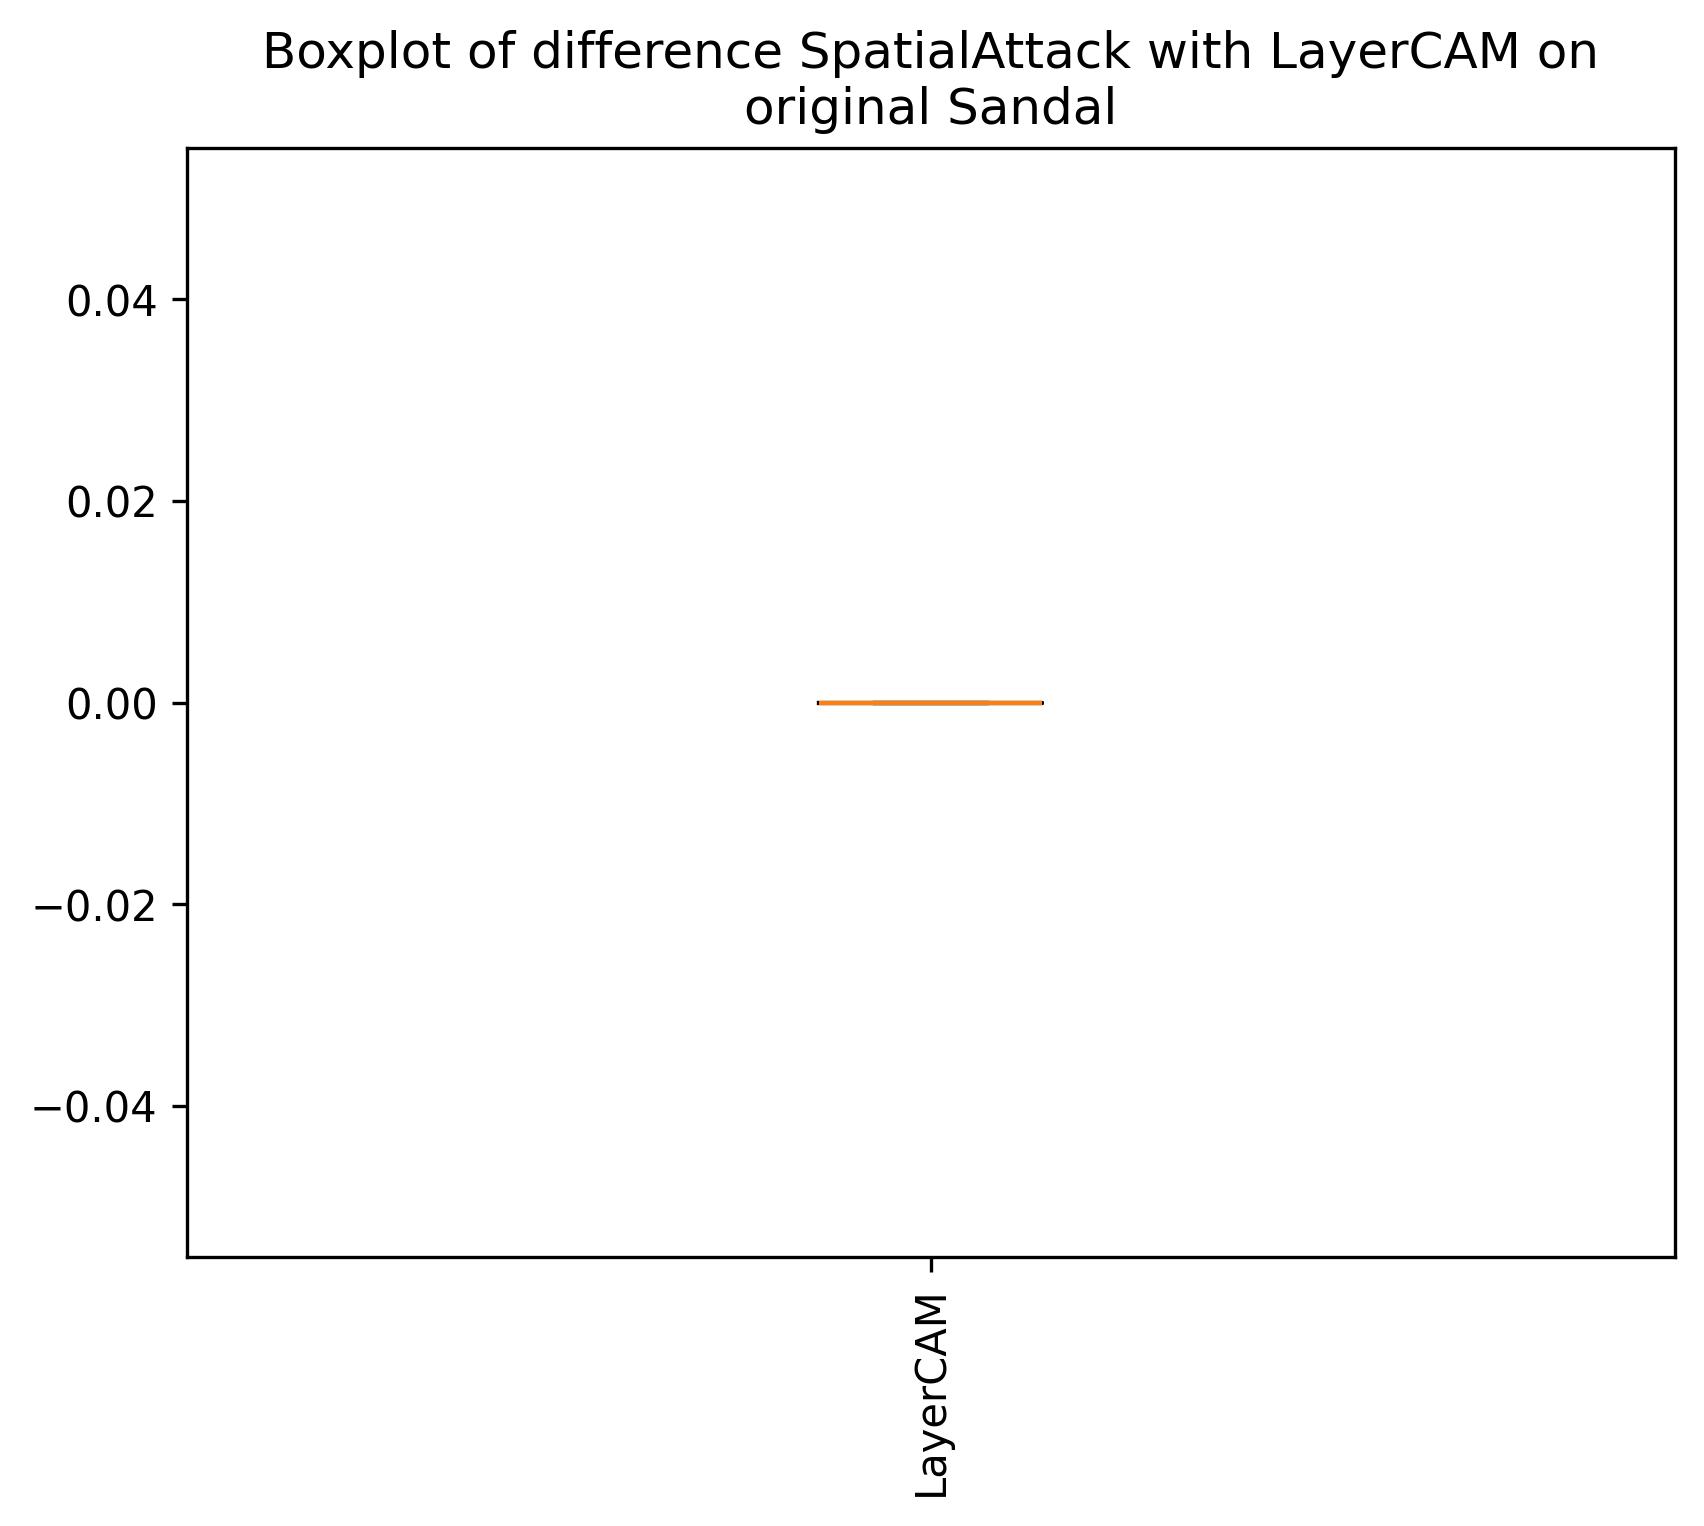 Boxplot of difference SpatialAttack with LayerCAM on
original Sandal
0.04
0.02
0.00
−0.02
−0.04
LayerCAM